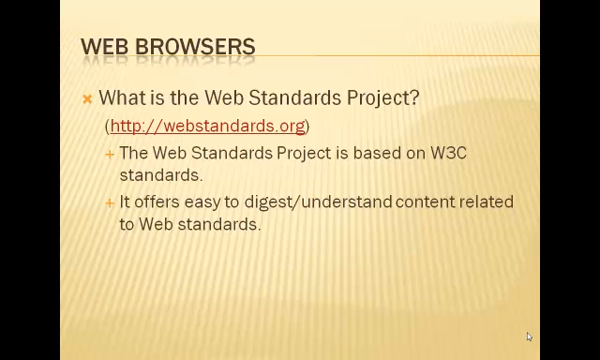 WEB BROWSERS
What is the Web Standards Project?
(http://webstandards.org)
The Web Standards Project is based on W3C
standards.
It offers easy to digest/understand content related
to Web standards.